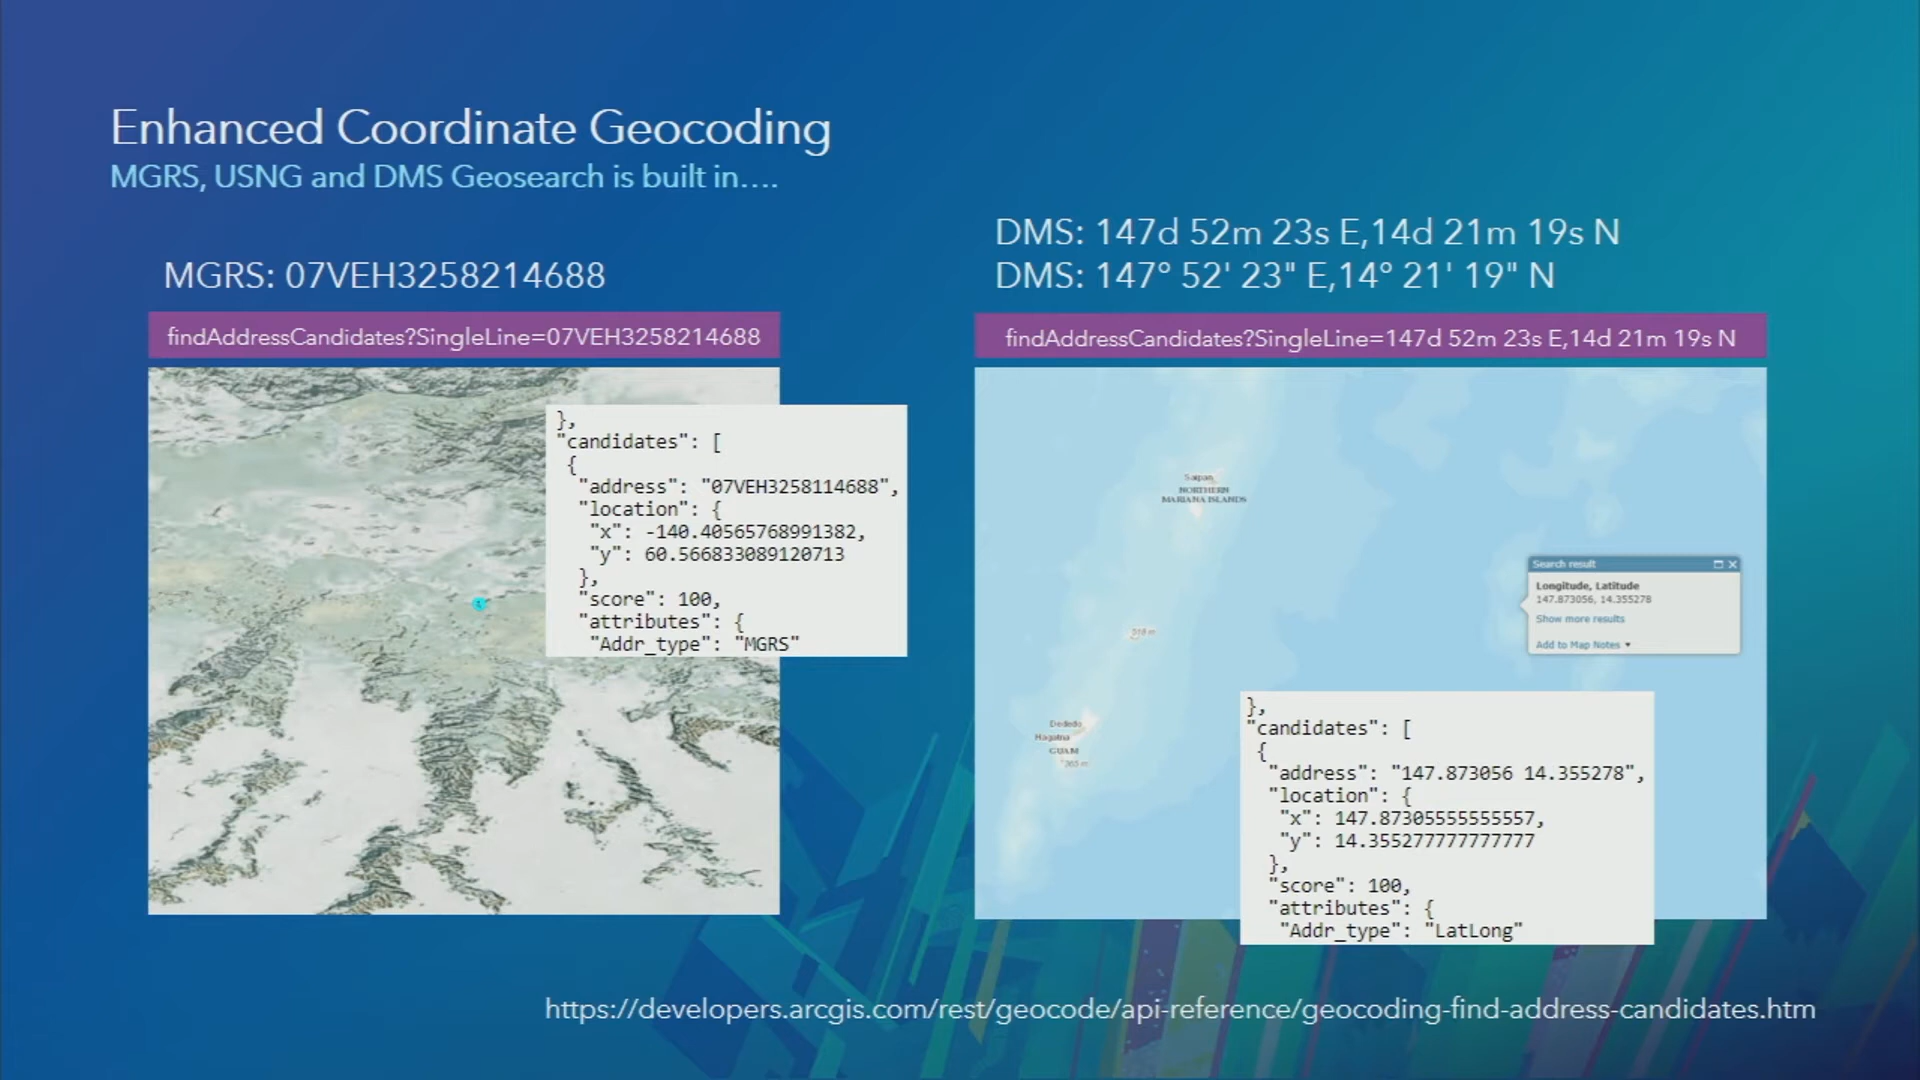 Enhanced Coordinate Geocoding
MGRS, USNG and DMS Geosearch is built in....
MGRS: 07VEH3258214688
findAddressCandidates?SingleLine=07VEH3258214688
},
"candidates": [
{
"address": "07VEH3258114688",
"location": {
"x": -140.40565768991382,
"y": 60.566833089120713
},
"score": 100,
"attributes": {
"Addr_type": "MGRS"
DMS: 147d 52m 23s E,14d 21m 19s N
DMS: 147° 52' 23" E,14° 21' 19" N
findAddressCandidates?SingleLine=147d 52m 23s E,14d 21m 19s N
Saipan
NORTHERN
MARIANA ISLANDS
Search result
Longitude, Latitude
147.873056, 14.355278
Show more results
Add to Map Notes
Dededo
Hagatna
GUAM
},
"candidates": [
{
"address": "147.873056 14.355278",
"location": {
"x": 147.87305555555557,
"y": 14.355277777777777
},
"score": 100,
"attributes": {
"Addr_type": "LatLong"
https://developers.arcgis.com/rest/geocode/api-reference/geocoding-find-address-candidates.htm